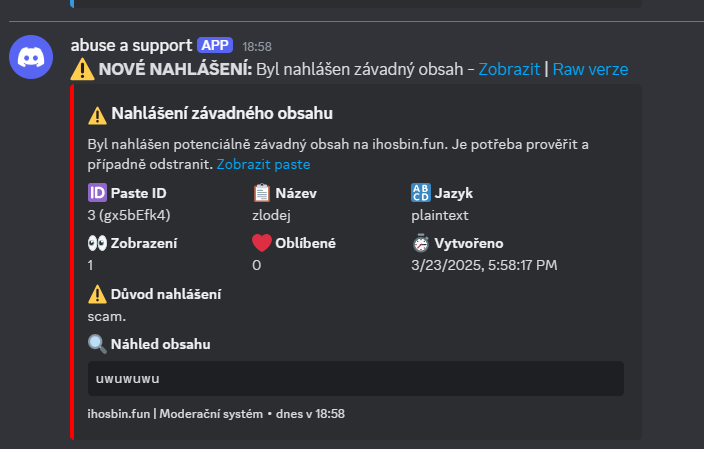 abuse a support APP 18:58
⚠️ NOVÉ NAHLÁŠENÍ: Byl nahlášen závadný obsah - Zobrazit | Raw verze
⚠️ Nahlášení závadného obsahu
Byl nahlášen potenciálně závadný obsah na ihosbin.fun. Je potřeba prověřit a
případně odstranit. Zobrazit paste
🆔 Paste ID 📋 Název 🔠 Jazyk
3 (gx5bEfk4) zlodej plaintext
👀 Zobrazení ❤️ Oblíbené ⏱️ Vytvořeno
1 0 3/23/2025, 5:58:17 PM
⚠️ Důvod nahlášení
scam.
🔍 Náhled obsahu
uwuwuwu
ihosbin.fun | Moderační systém • dnes v 18:58